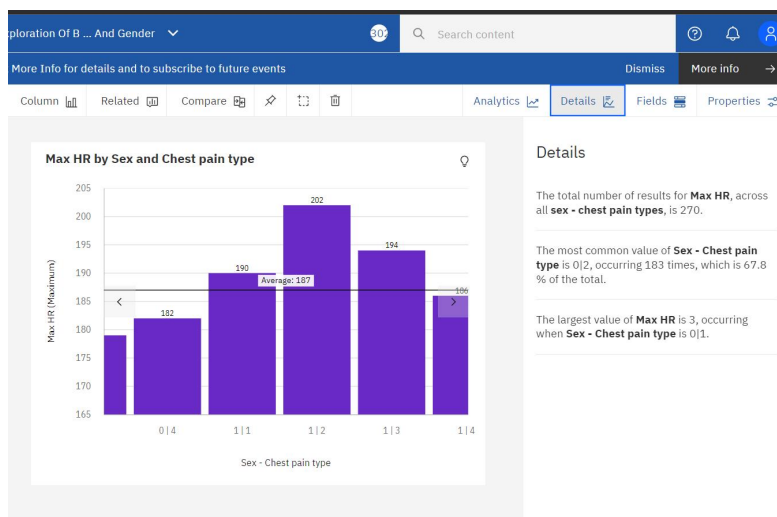 xploration Of B ... And Gender
302
Search content
More Info for details and to subscribe to future events
Dismiss
More info
Column
Related
Compare
Analytics
Details
Fields
Properties
Max HR by Sex and Chest pain type
205
200
195
190
185
180
175
170
165
Max HR (Maximum)
182
190
202
194
186
Average: 187
0|4
1|1
1|2
1|3
1|4
Sex - Chest pain type
Details
The total number of results for Max HR, across
all sex - chest pain types, is 270.
The most common value of Sex - Chest pain
type is 0|2, occurring 183 times, which is 67.8
% of the total.
The largest value of Max HR is 3, occurring
when Sex - Chest pain type is 0|1.